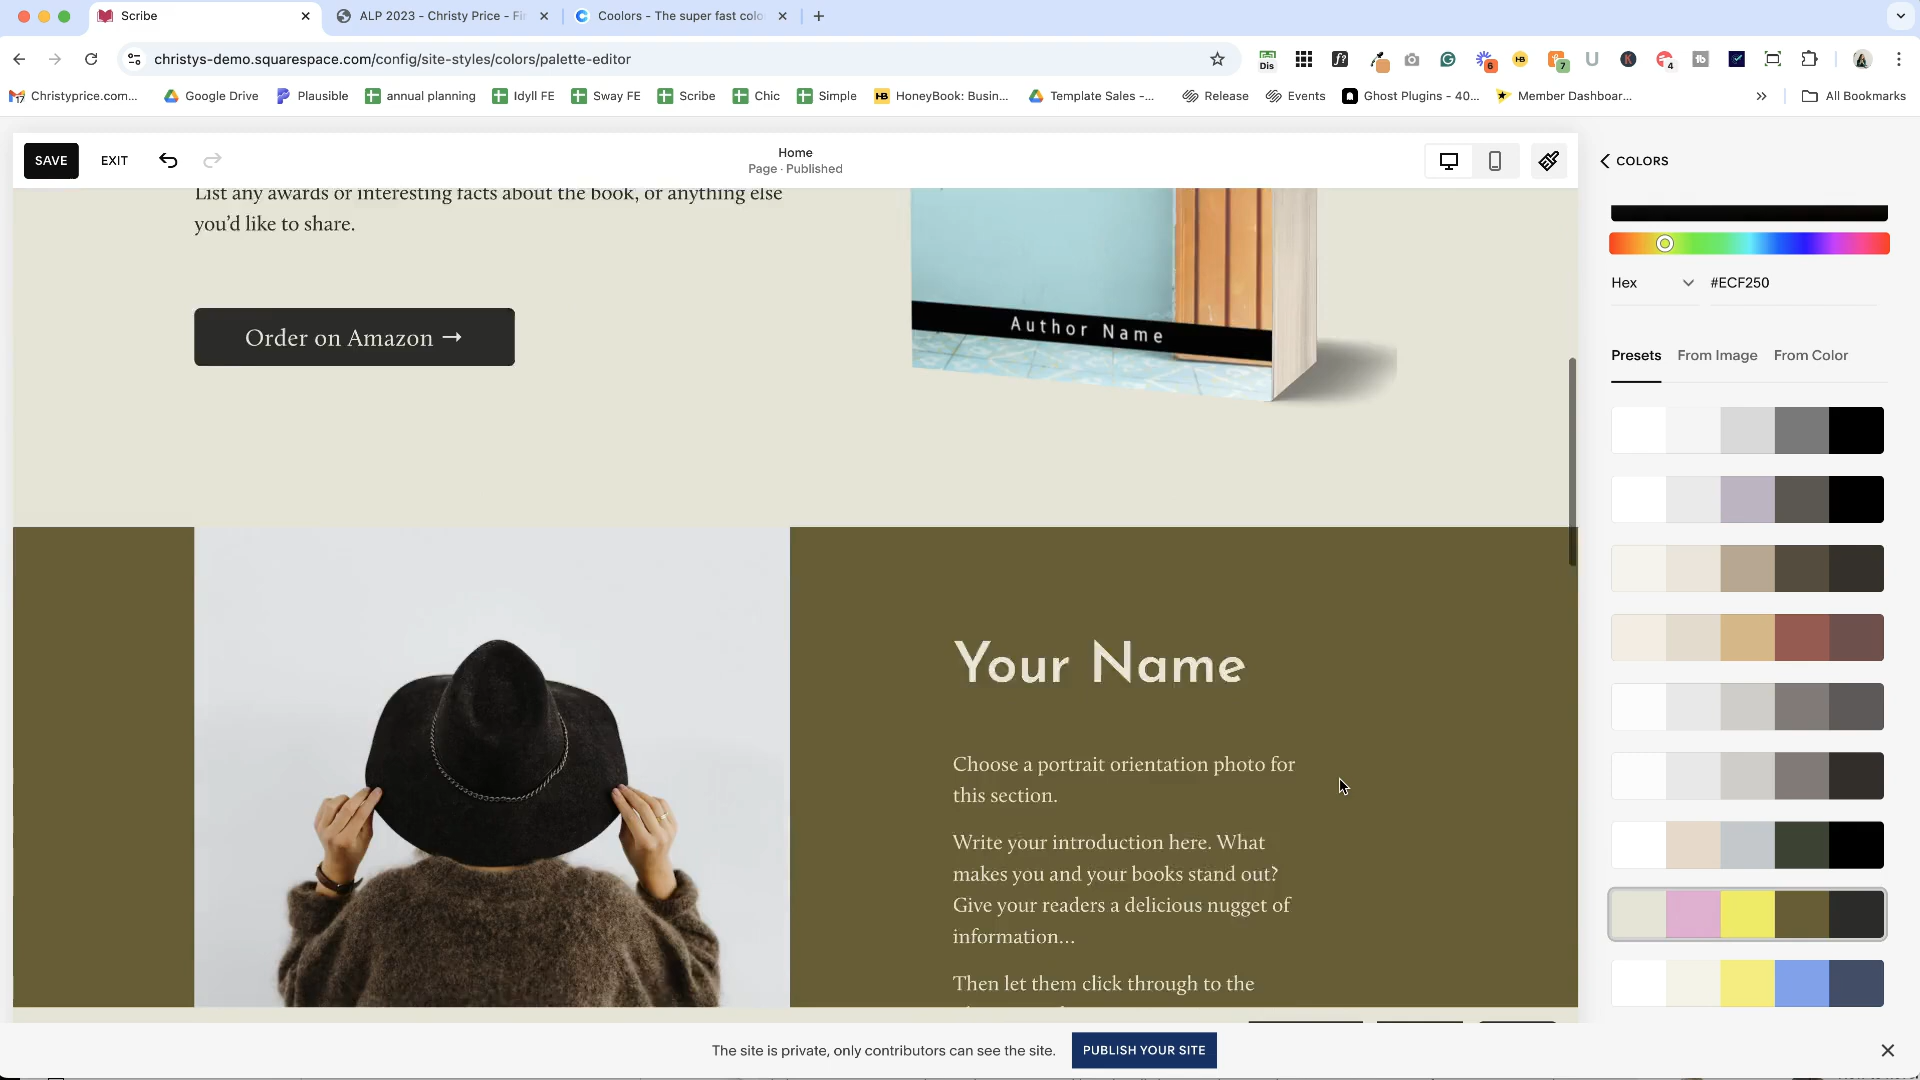 Scribe
ALP 2023 - Christy Price - Fi
Coolors - The super fast colo
christys-demo.squarespace.com/config/site-styles/colors/palette-editor
Dis
6
7
4
17
Christyprice.com...
Google Drive
Plausible
annual planning
Idyll FE
Sway FE
Scribe
Chic
Simple
HoneyBook: Busin...
Template Sales -...
Release
Events
Ghost Plugins - 40...
Member Dashboar...
All Bookmarks
SAVE
EXIT
Home
Page · Published
COLORS
List any awards or interesting facts about the book, or anything else
you'd like to share.
Order on Amazon →
Author Name
Your Name
Choose a portrait orientation photo for
this section.
Write your introduction here. What
makes you and your books stand out?
Give your readers a delicious nugget of
information...
Then let them click through to the
Hex
#ECF250
Presets
From Image
From Color
The site is private, only contributors can see the site.
PUBLISH YOUR SITE